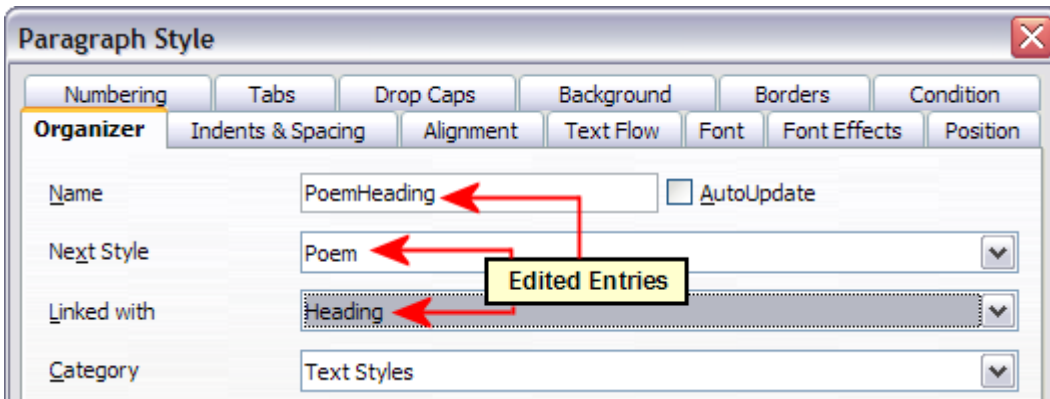 Paragraph Style
Numbering Tabs Drop Caps Background Borders Condition
Organizer Indents & Spacing Alignment Text Flow Font Font Effects Position
Name PoemHeading AutoUpdate
Next Style Poem
Edited Entries
Linked with Heading
Category Text Styles